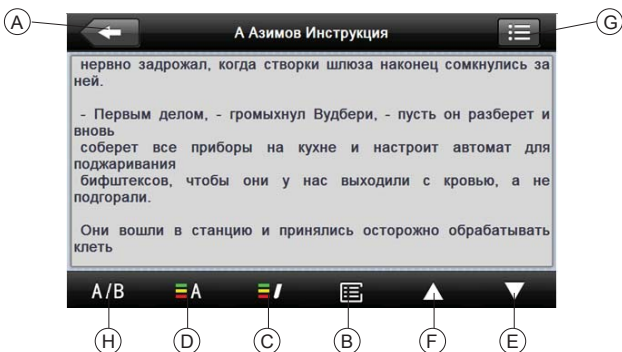 A
А Азимов Инструкция
G
нервно задрожал, когда створки шлюза наконец сомкнулись за
ней.
- Первым делом, - громыхнул Вудбери, - пусть он разберет и
вновь
соберет все приборы на кухне и настроит автомат для
поджаривания
бифштексов, чтобы они у нас выходили с кровью, а не
подгорали.
Они вошли в станцию и принялись осторожно обрабатывать
клеть
A/B A
H D C B F E